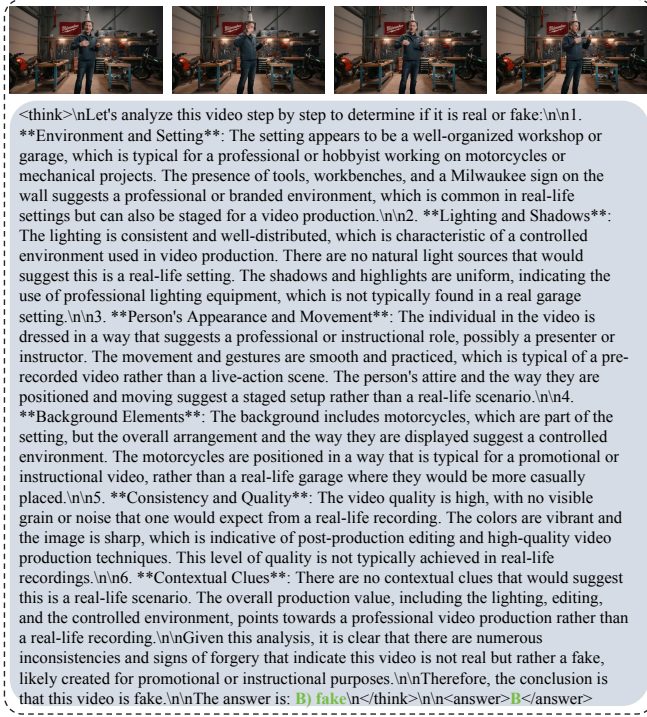 Milwaukee
Milwaukee
Milwaukee
Milwaukee
<think>\nLet's analyze this video step by step to determine if it is real or fake:\n\n1.
**Environment and Setting**: The setting appears to be a well-organized workshop or
garage, which is typical for a professional or hobbyist working on motorcycles or
mechanical projects. The presence of tools, workbenches, and a Milwaukee sign on the
wall suggests a professional or branded environment, which is common in real-life
settings but can also be staged for a video production.\n\n2. **Lighting and Shadows**:
The lighting is consistent and well-distributed, which is characteristic of a controlled
environment used in video production. There are no natural light sources that would
suggest this is a real-life setting. The shadows and highlights are uniform, indicating the
use of professional lighting equipment, which is not typically found in a real garage
setting.\n\n3. **Person's Appearance and Movement**: The individual in the video is
dressed in a way that suggests a professional or instructional role, possibly a presenter or
instructor. The movement and gestures are smooth and practiced, which is typical of a pre-
recorded video rather than a live-action scene. The person's attire and the way they are
positioned and moving suggest a staged setup rather than a real-life scenario.\n\n4.
**Background Elements**: The background includes motorcycles, which are part of the
setting, but the overall arrangement and the way they are displayed suggest a controlled
environment. The motorcycles are positioned in a way that is typical for a promotional or
instructional video, rather than a real-life garage where they would be more casually
placed.\n\n5. **Consistency and Quality**: The video quality is high, with no visible
grain or noise that one would expect from a real-life recording. The colors are vibrant and
the image is sharp, which is indicative of post-production editing and high-quality video
production techniques. This level of quality is not typically achieved in real-life
recordings.\n\n6. **Contextual Clues**: There are no contextual clues that would suggest
this is a real-life scenario. The overall production value, including the lighting, editing,
and the controlled environment, points towards a professional video production rather than
a real-life recording.\n\nGiven this analysis, it is clear that there are numerous
inconsistencies and signs of forgery that indicate this video is not real but rather a fake,
likely created for promotional or instructional purposes.\n\nTherefore, the conclusion is
that this video is fake.\n\nThe answer is: B) fake\n</think>\n\n<answer>B</answer>